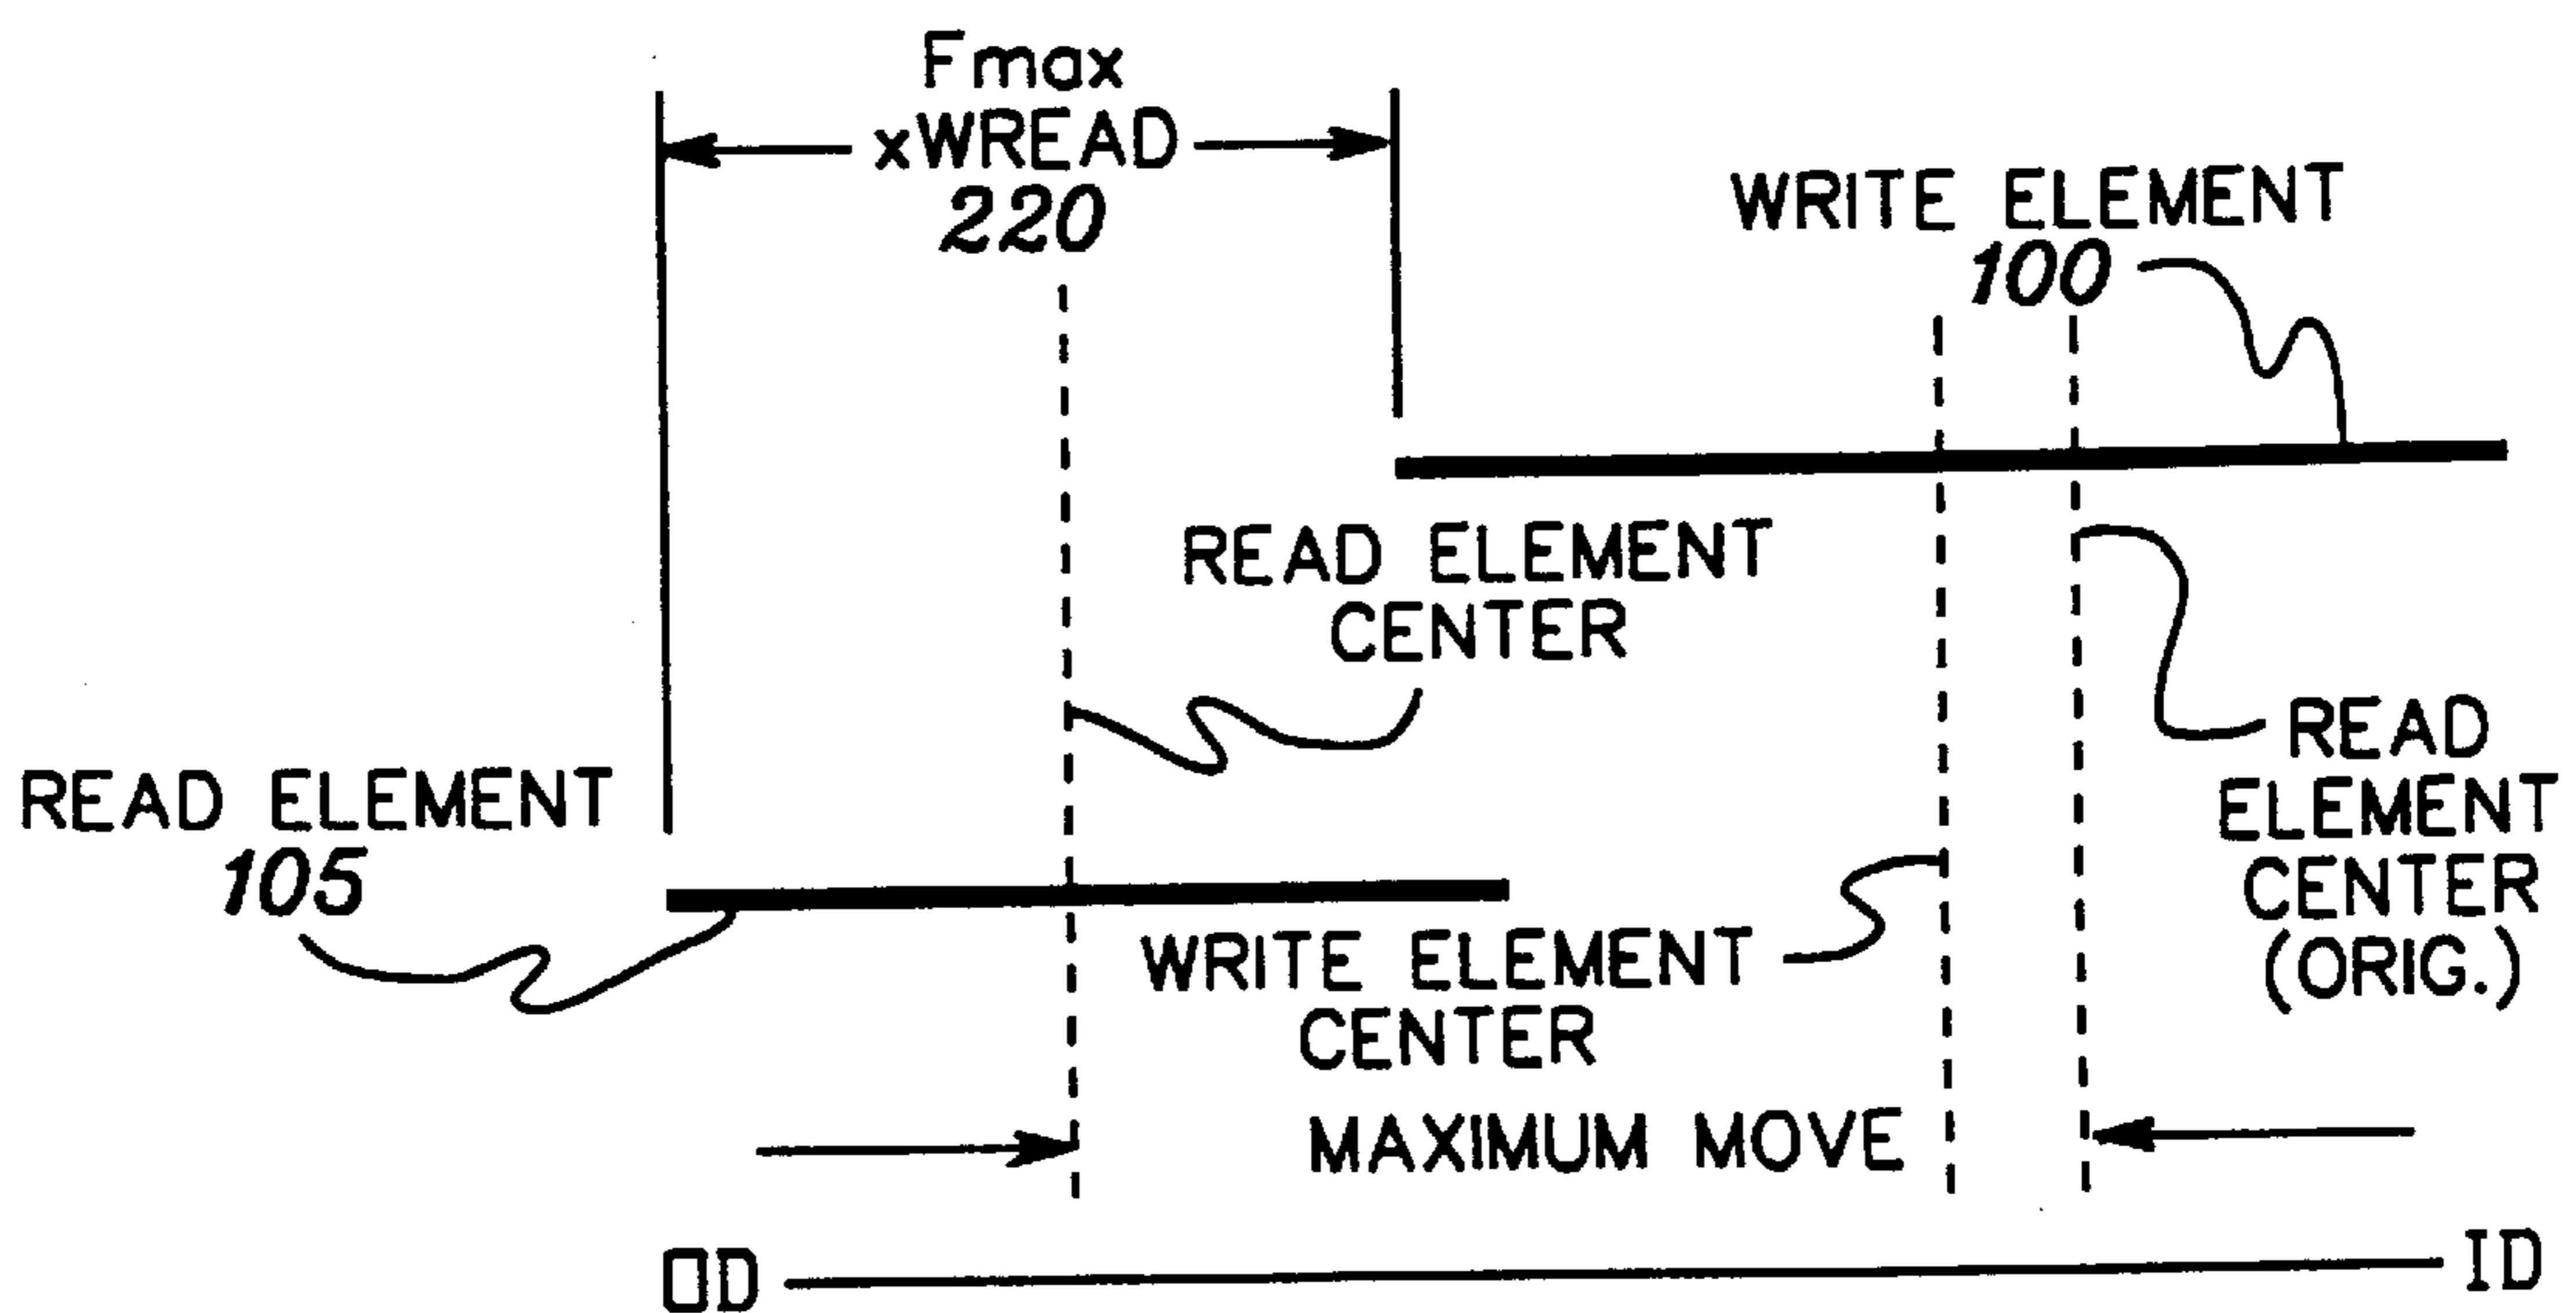 Fmax
xWREAD
220
WRITE ELEMENT
100
READ ELEMENT
CENTER
READ
ELEMENT
CENTER
(ORIG.)
READ ELEMENT
105
WRITE ELEMENT
CENTER
MAXIMUM MOVE
OD
ID